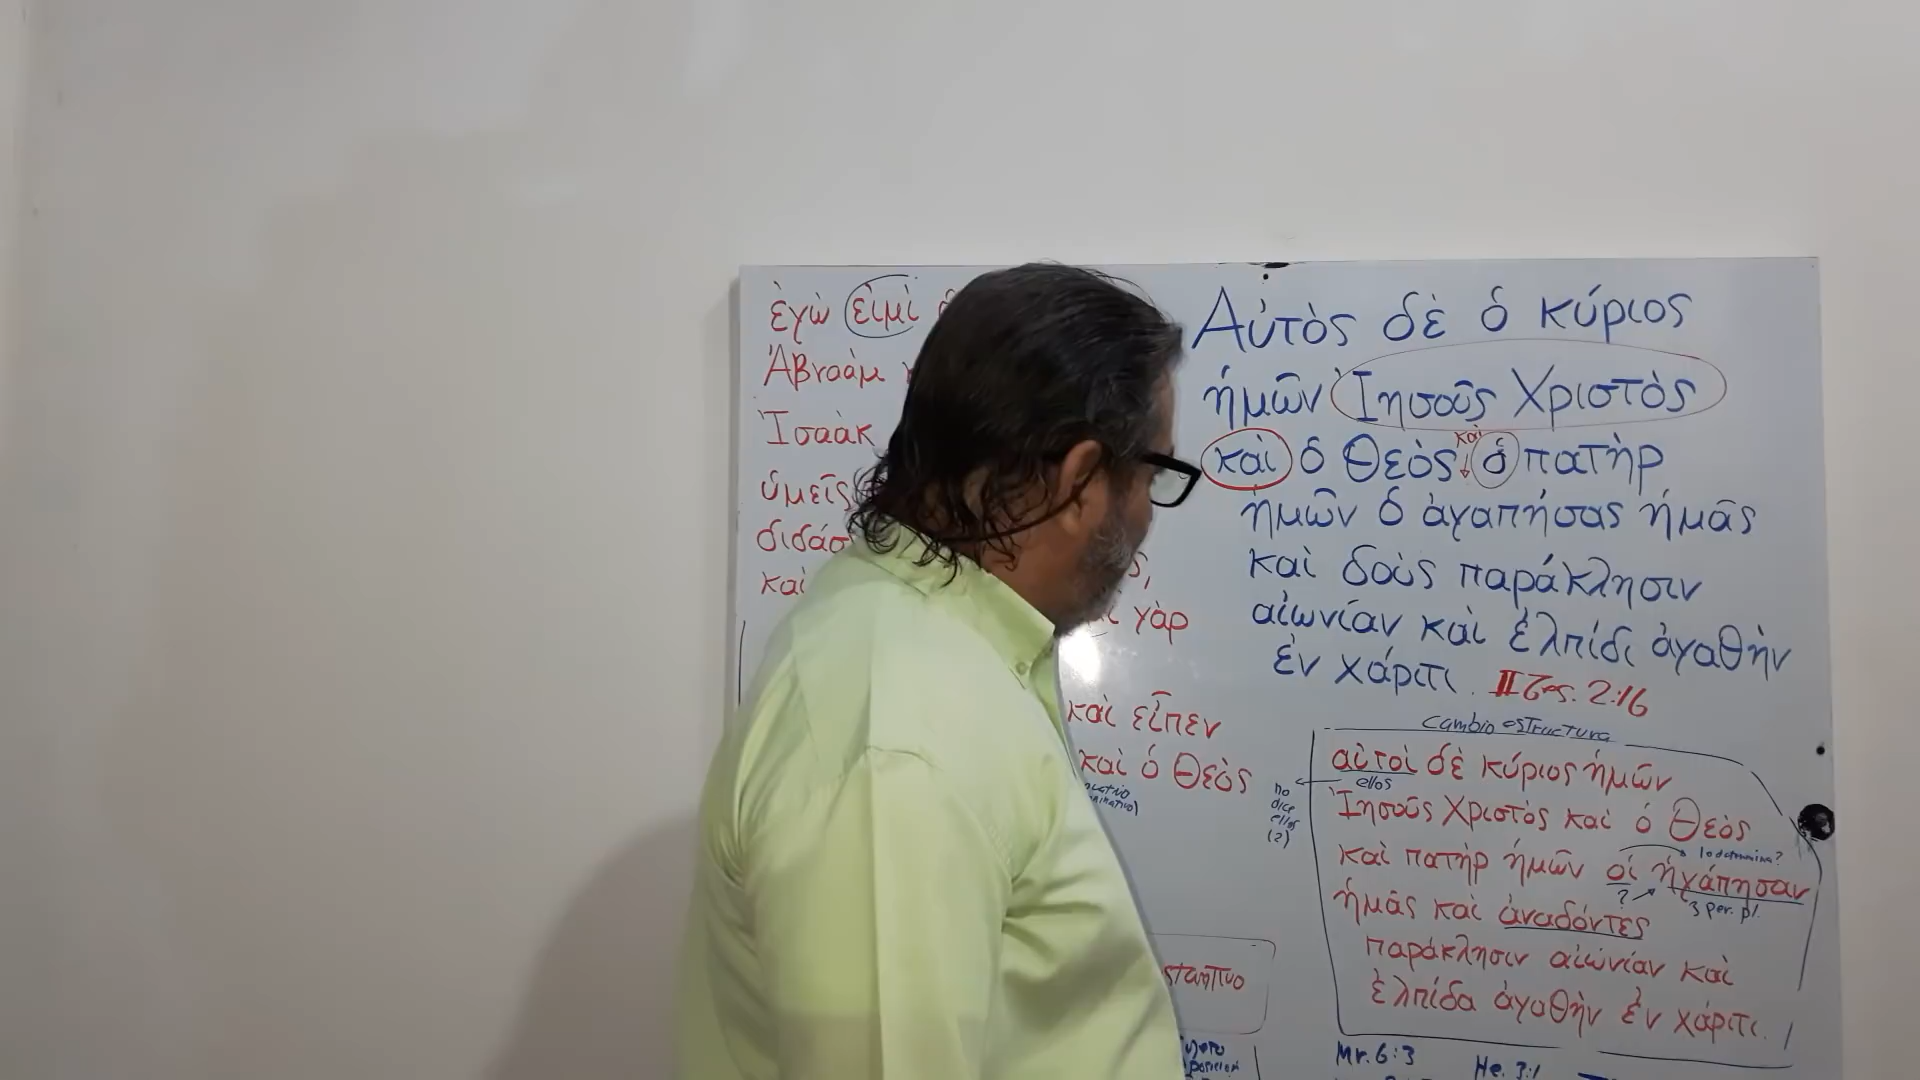 ἐγὼ εἰμὶ
Ἀβραὰμ
Ἰσαὰκ
ὑμεῖς
διδάσ
καὶ
γὰρ
καὶ εἶπεν
καὶ ὁ Θεὸς
Αὐτὸς δὲ ὁ κύριος
ἡμῶν Ἰησοῦς Χριστὸς
καὶ
καὶ ὁ Θεὸς ὁ πατὴρ
ἡμῶν ὁ ἀγαπήσας ἡμᾶς
καὶ δοὺς παράκλησιν
αἰωνίαν καὶ ἐλπίδι ἀγαθὴν
ἐν χάριτι. II Tes. 2:16
Cambio estructura
αὐτοὶ δὲ κύριος ἡμῶν
ellos
no
dice
ellos
(2)
Ἰησοῦς Χριστὸς καὶ ὁ Θεὸς
lo determina?
καὶ πατὴρ ἡμῶν οἱ ἠγάπησαν
? 3 per. pl.
ἡμᾶς καὶ ἀναδόντες
παράκλησιν αἰωνίαν καὶ
ἐλπίδα ἀγαθὴν ἐν χάριτι.
Mr. 6:3 He. 3:1